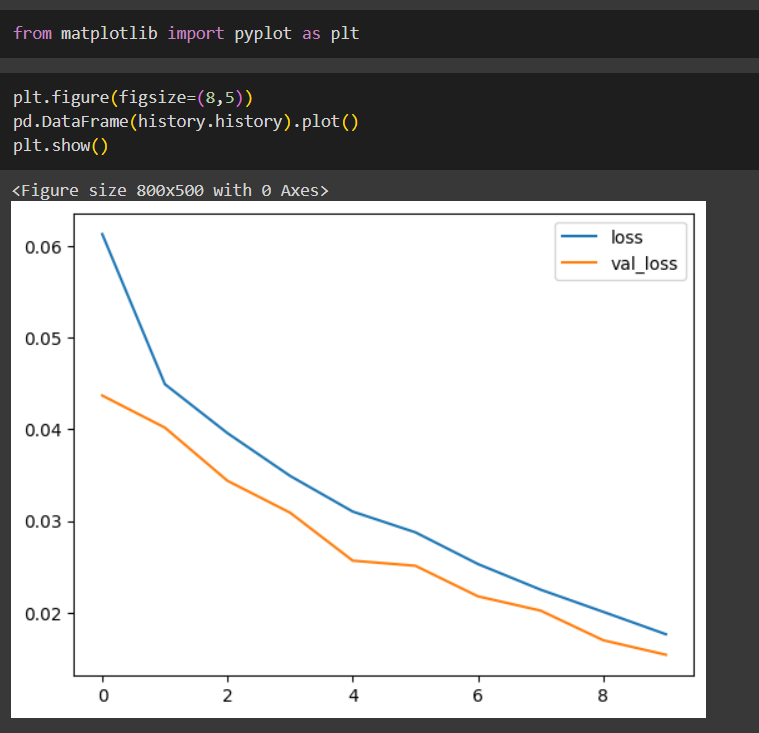 from matplotlib import pyplot as plt
plt.figure(figsize=(8,5))
pd.DataFrame(history.history).plot()
plt.show()
<Figure size 800x500 with 0 Axes>
loss
val_loss
0.06
0.05
0.04
0.03
0.02
0 2 4 6 8